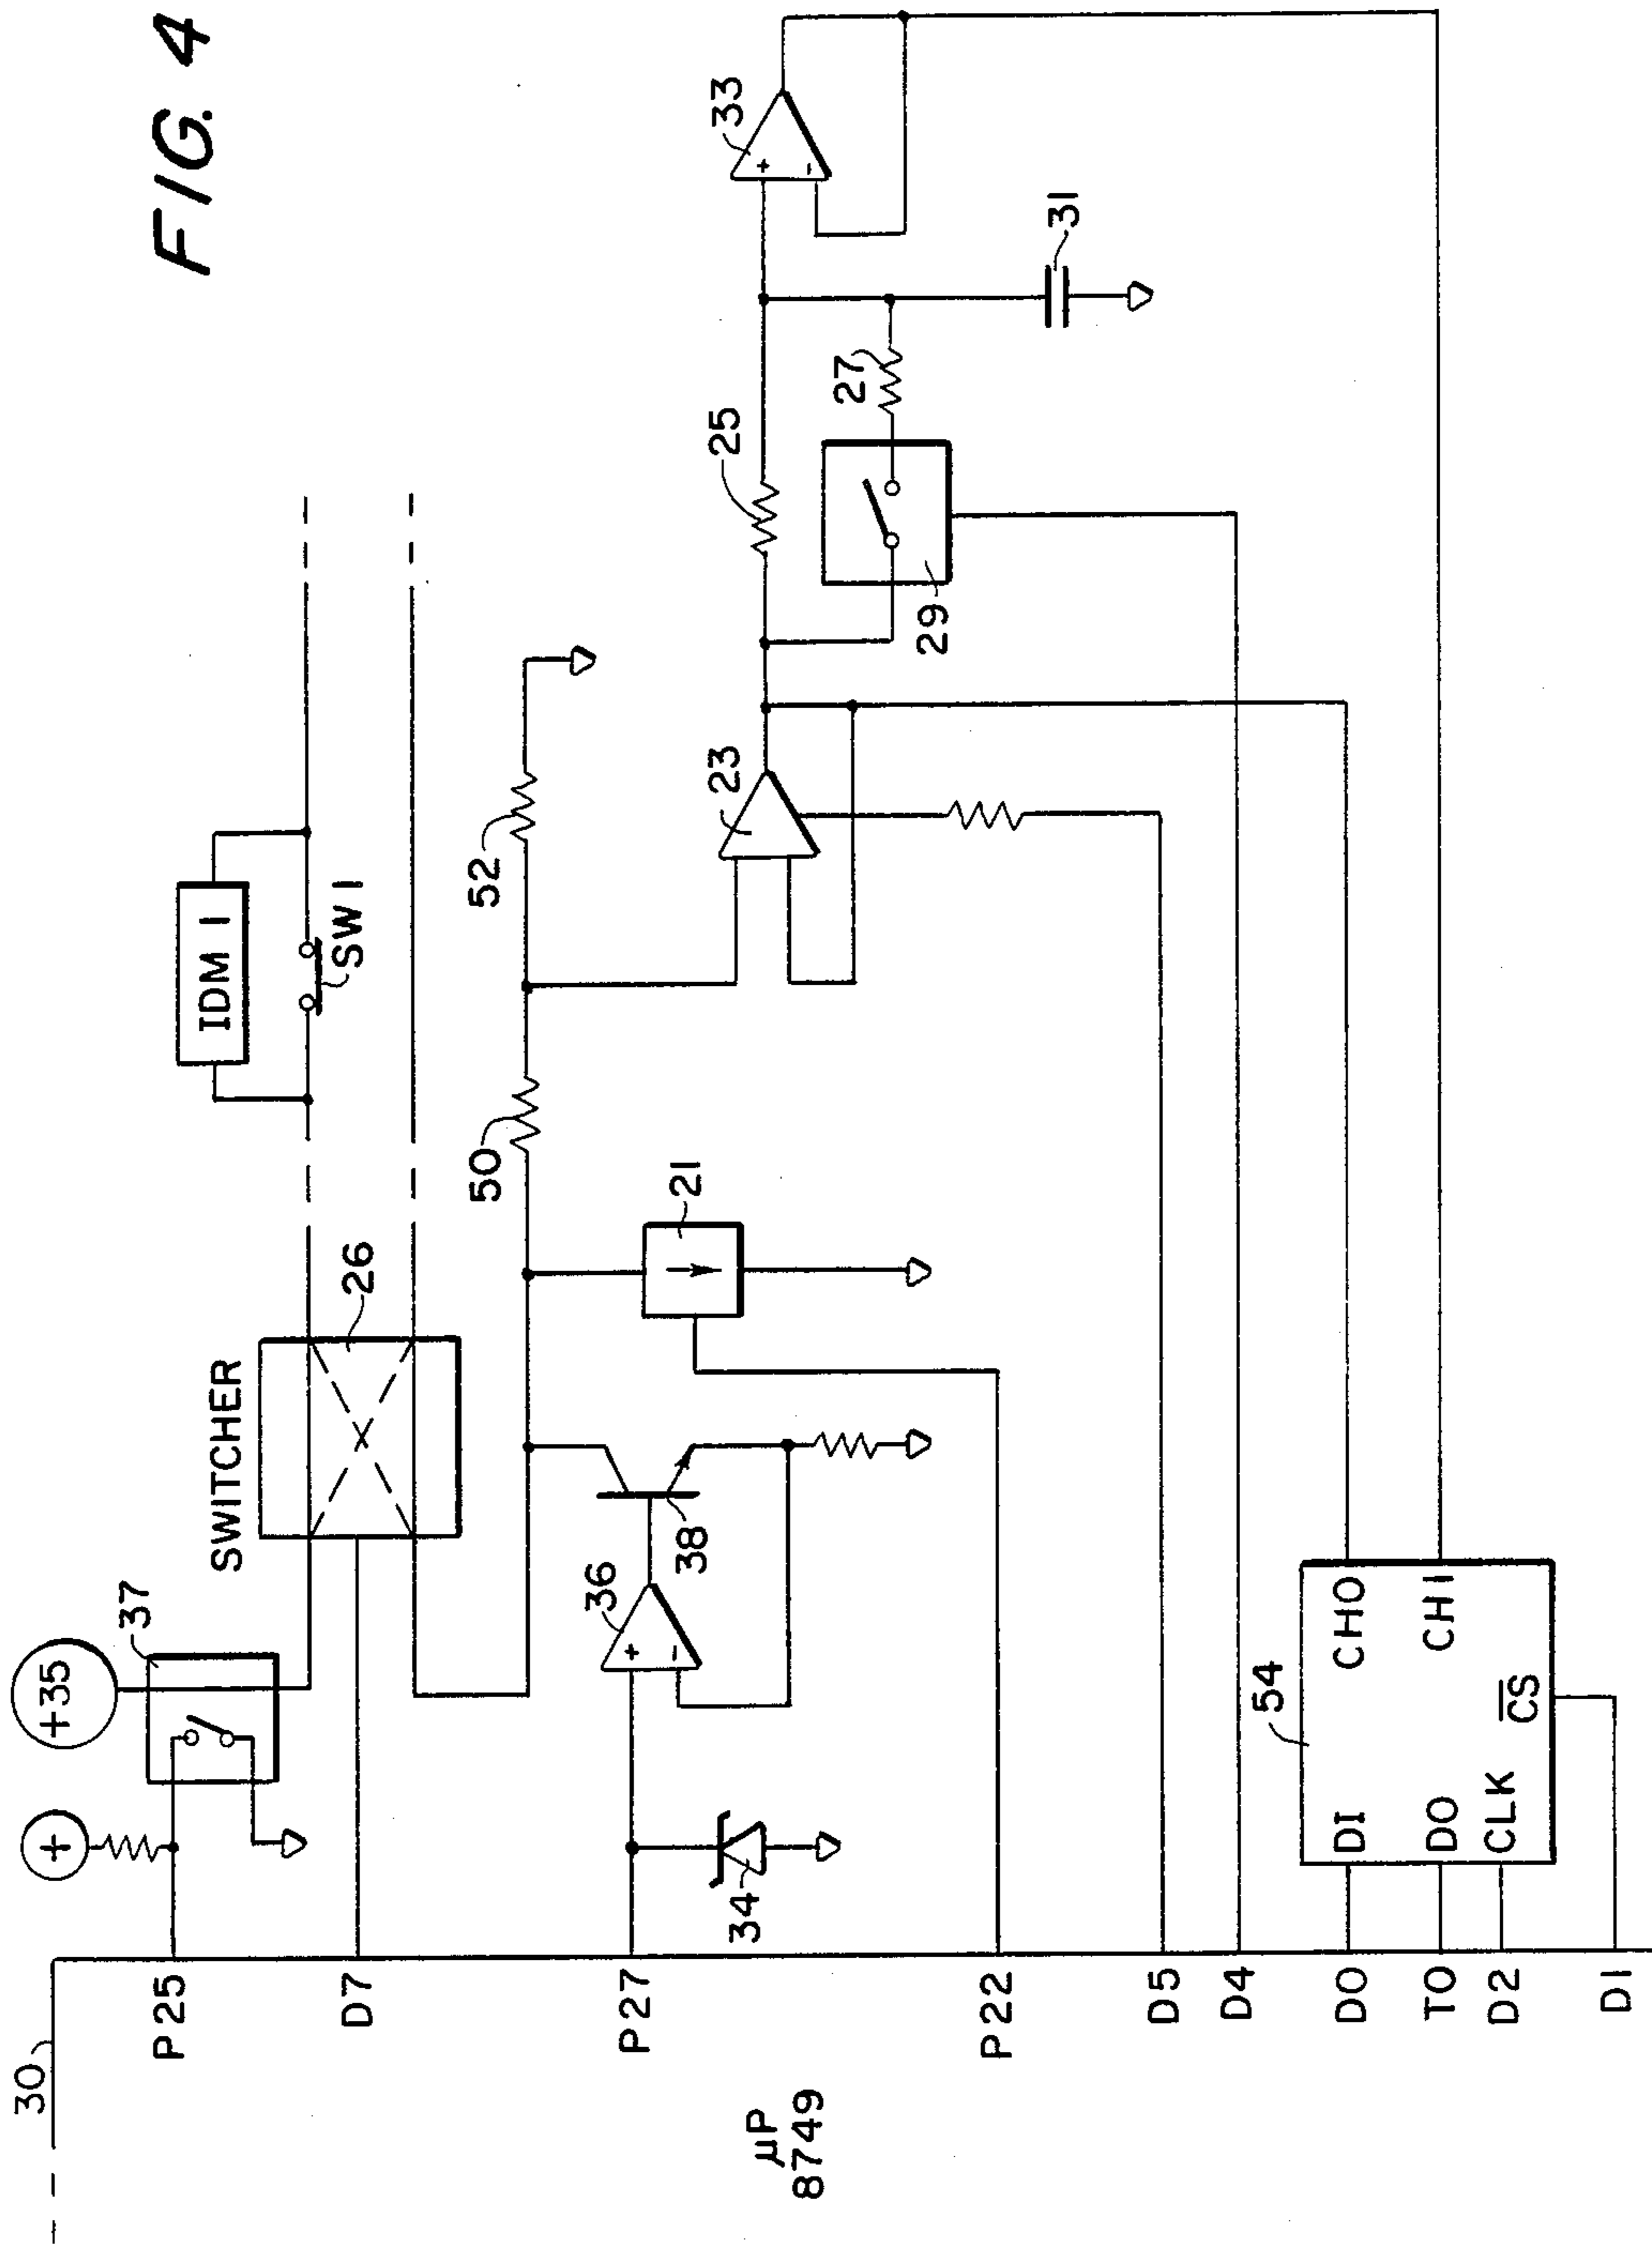 FIG. 4
30
+
+35
37
P25
SWITCHER
26
IDM 1
SW 1
D7
50
52
P27
34
36
+
-
38
21
23
25
27
29
31
33
+
-
µP
8749
P22
D5
D4
54
D0
DI
CH0
T0
DO
CH1
D2
CLK
CS
D1